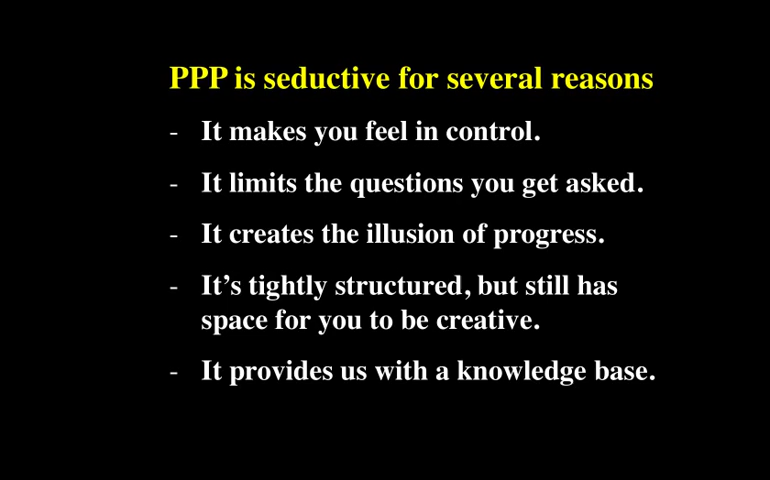 PPP is seductive for several reasons
- It makes you feel in control.
- It limits the questions you get asked.
- It creates the illusion of progress.
- It’s tightly structured, but still has
space for you to be creative.
- It provides us with a knowledge base.